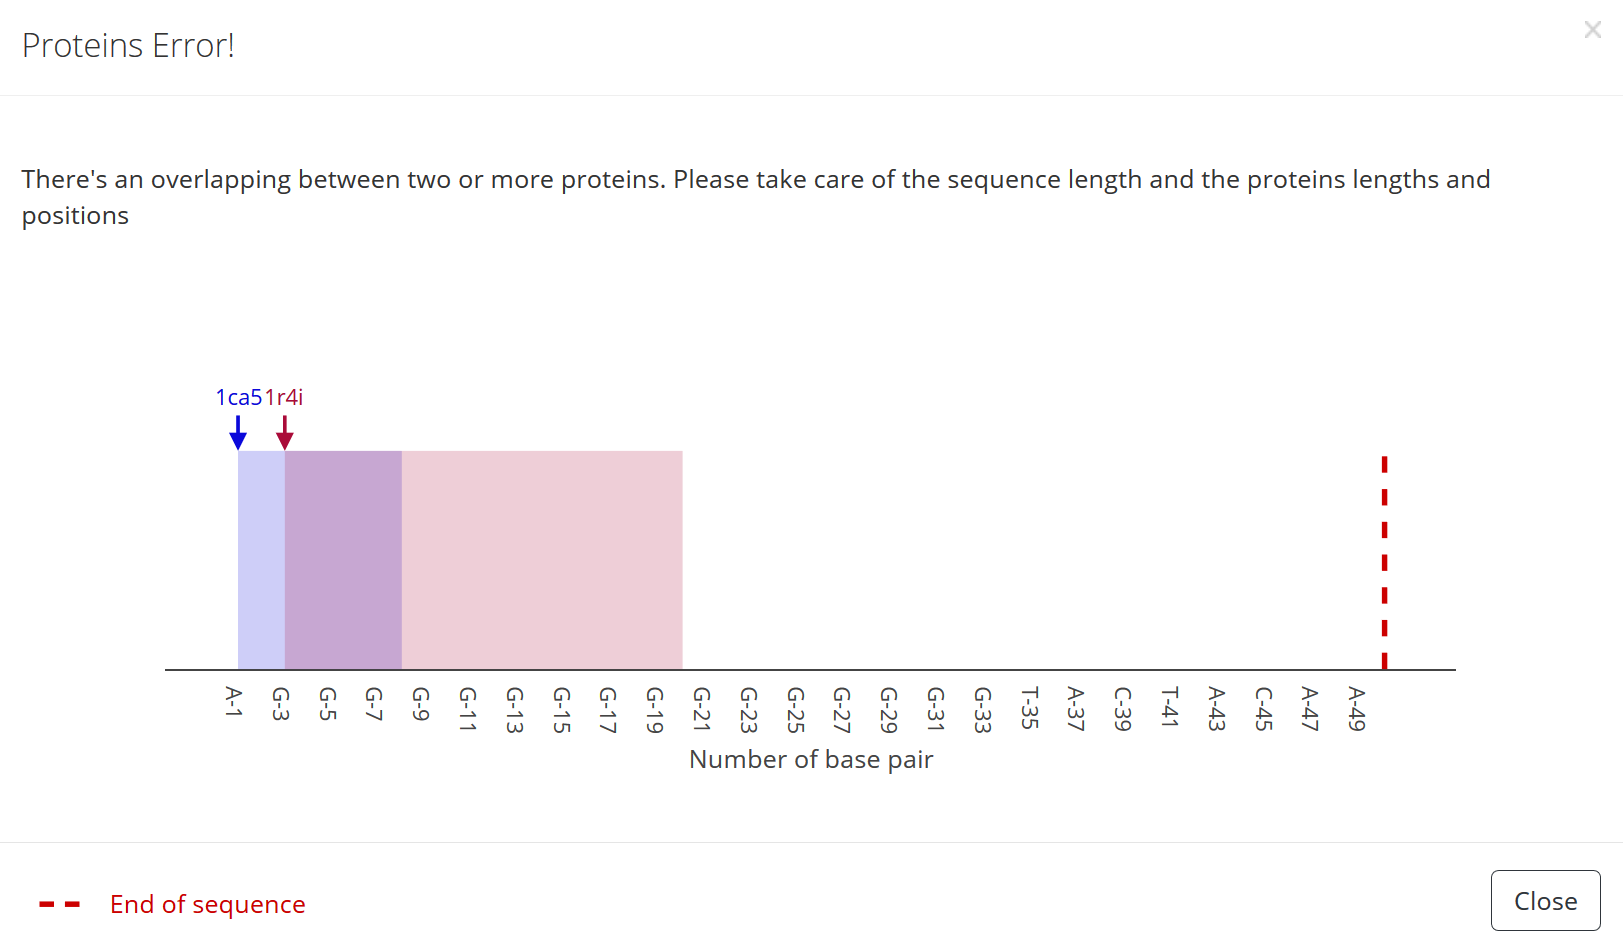 Proteins Error!
×
There's an overlapping between two or more proteins. Please take care of the sequence length and the proteins lengths and
positions
1ca5 1r4i
A-1 G-3 G-5 G-7 G-9 G-11 G-13 G-15 G-17 G-19 G-21 G-23 G-25 G-27 G-29 G-31 G-33 T-35 A-37 C-39 T-41 A-43 C-45 A-47 A-49
Number of base pair
End of sequence
Close